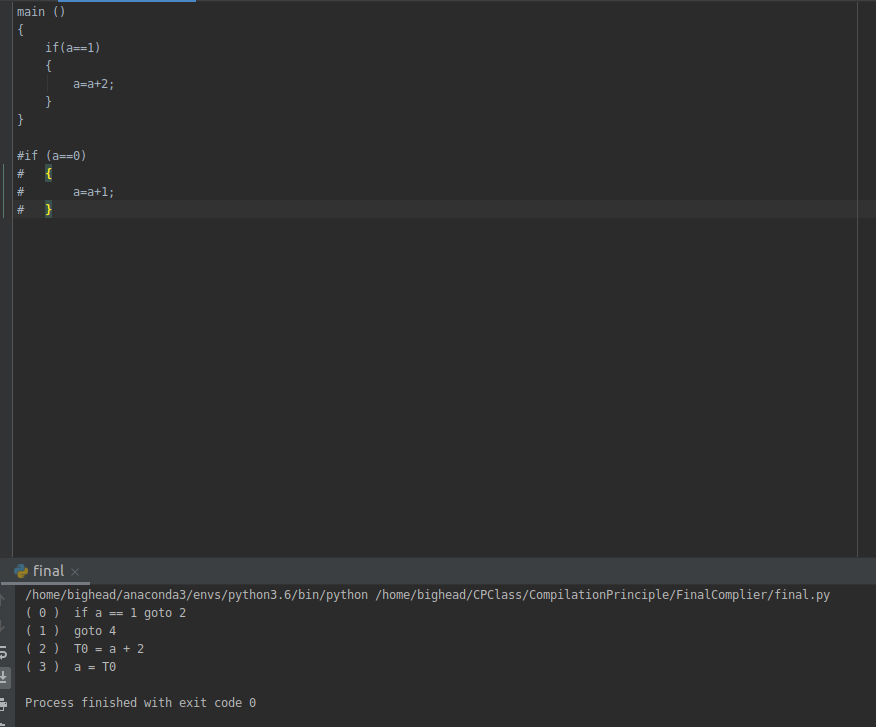 main ()
{
    if(a==1)
    {
        a=a+2;
    }
}

#if (a==0)
#   {
#       a=a+1;
#   }
final ×
/home/bighead/anaconda3/envs/python3.6/bin/python /home/bighead/CPClass/CompilationPrinciple/FinalComplier/final.py
( 0 )  if a == 1 goto 2
( 1 )  goto 4
( 2 )  T0 = a + 2
( 3 )  a = T0

Process finished with exit code 0